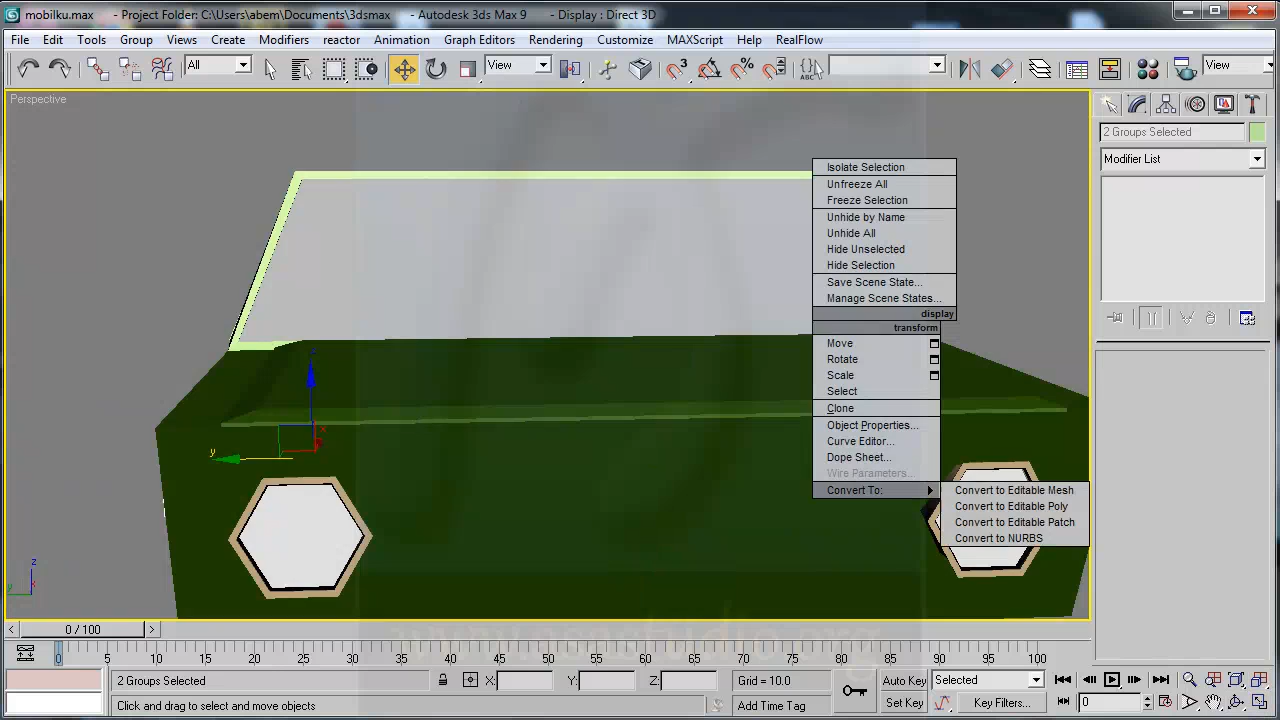 mobilku.max - Project Folder: C:\Users\abem\Documents\3dsmax - Autodesk 3ds Max 9 - Display : Direct 3D
File Edit Tools Group Views Create Modifiers reactor Animation Graph Editors Rendering Customize MAXScript Help RealFlow
All View 3 % ABC View
Perspective
2 Groups Selected
Modifier List
Isolate Selection
Unfreeze All
Freeze Selection
Unhide by Name
Unhide All
Hide Unselected
Hide Selection
Save Scene State...
Manage Scene States...
display
transform
Move
Rotate
Scale
Select
Clone
Object Properties...
Curve Editor...
Dope Sheet...
Wire Parameters...
Convert To:
Convert to Editable Mesh
Convert to Editable Poly
Convert to Editable Patch
Convert to NURBS
z
x
y
z
y x
0 / 100
0 5 10 15 20 25 30 35 40 45 50 55 60 65 70 75 80 85 90 95 100
2 Groups Selected X: Y: Z: Grid = 10.0 Auto Key Selected
Click and drag to select and move objects Add Time Tag Set Key Key Filters... 0